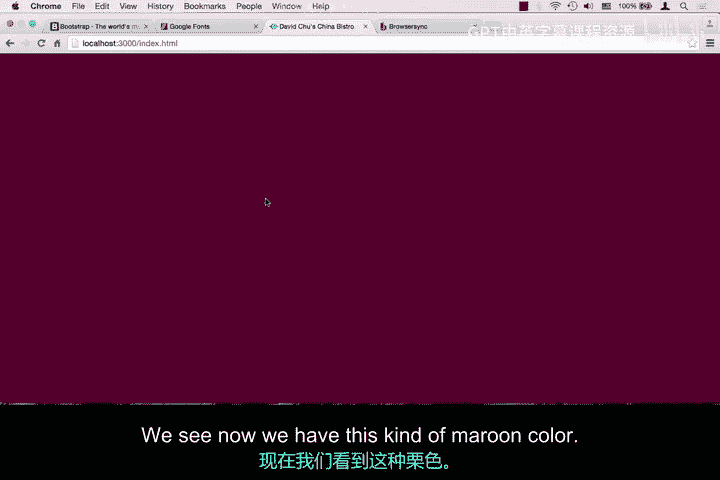 Chrome File Edit View History Bookmarks People Window Help 100%
Bootstrap - The world's m
Google Fonts
David Chu's China Bistro
Browsersync
localhost:3000/index.html
We see now we have this kind of maroon color.
现在我们看到这种栗色。